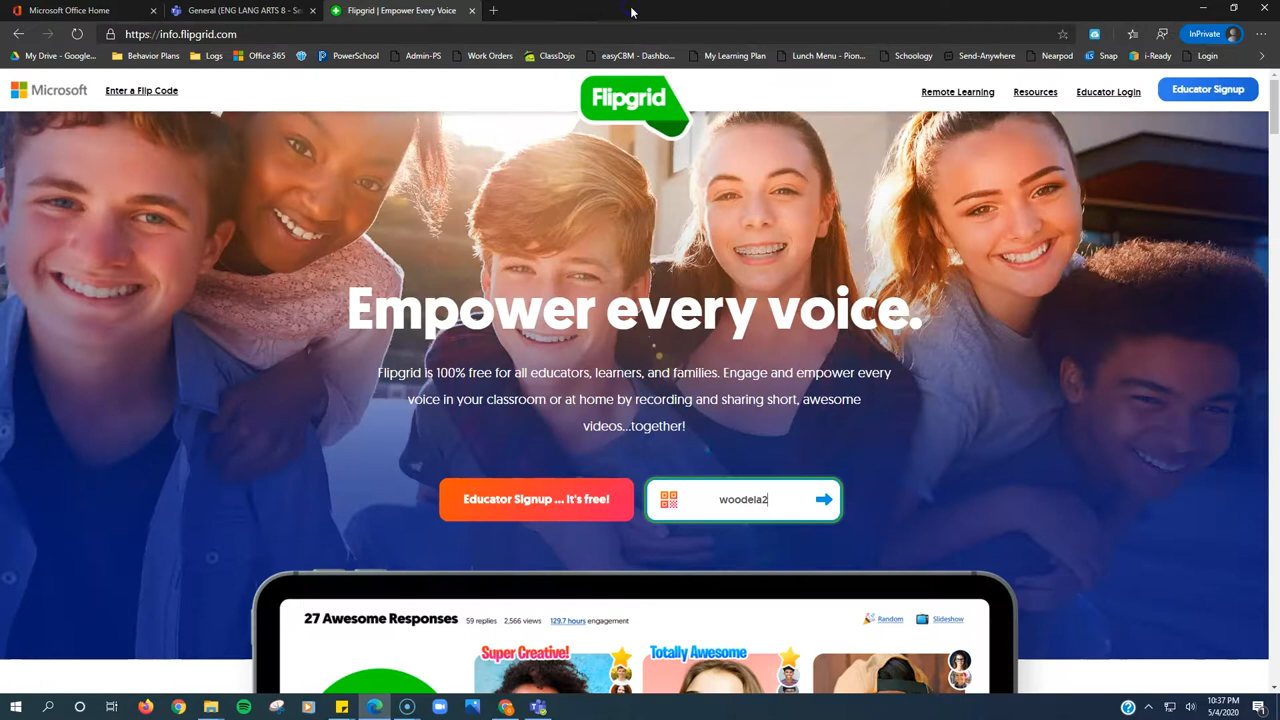 Microsoft Office Home
General (ENG LANG ARTS 8 - S
Flipgrid | Empower Every Voice
https://info.flipgrid.com
InPrivate
My Drive - Google...
Behavior Plans
Logs
Office 365
PowerSchool
Admin-PS
Work Orders
ClassDojo
easyCBM - Dashbo...
My Learning Plan
Lunch Menu - Pion...
Schoology
Send-Anywhere
NearPod
Snap
i-Ready
Login
Microsoft
Enter a Flip Code
Flipgrid
Remote Learning
Resources
Educator Login
Educator Signup
Empower every voice.
Flipgrid is 100% free for all educators, learners, and families. Engage and empower every
voice in your classroom or at home by recording and sharing short, awesome
videos...together!
Educator Signup ... It's free!
woodela2
27 Awesome Responses
59 replies
2,566 views
129.7 hours engagement
Random
Slideshow
Super Creative!
Totally Awesome
10:37 PM
5/4/2020